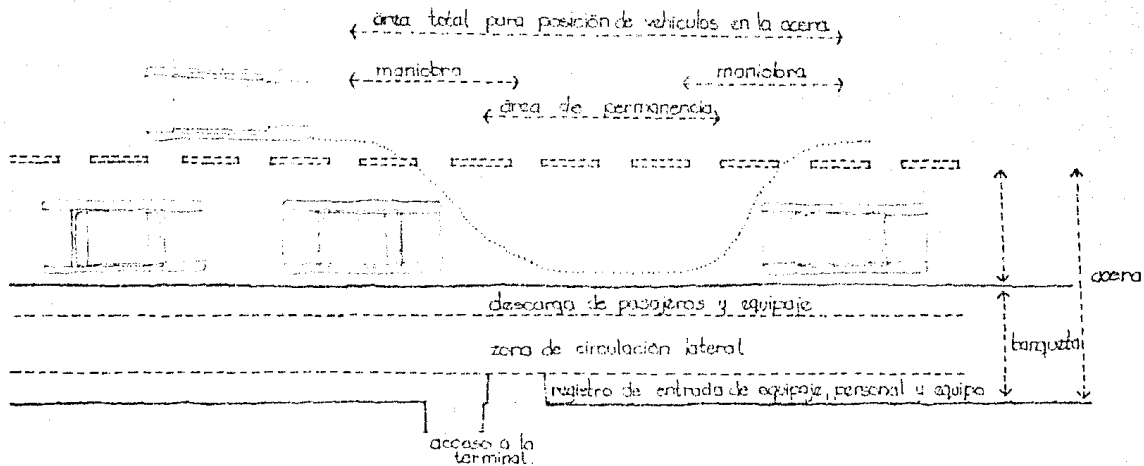 área total para posición de vehículos en la acera
maniobra
maniobra
área de permanencia
acera
descarga de pasajeros y equipaje
banqueta
zona de circulación lateral
registro de entrada de equipaje, personal y equipo
acceso a la
terminal.